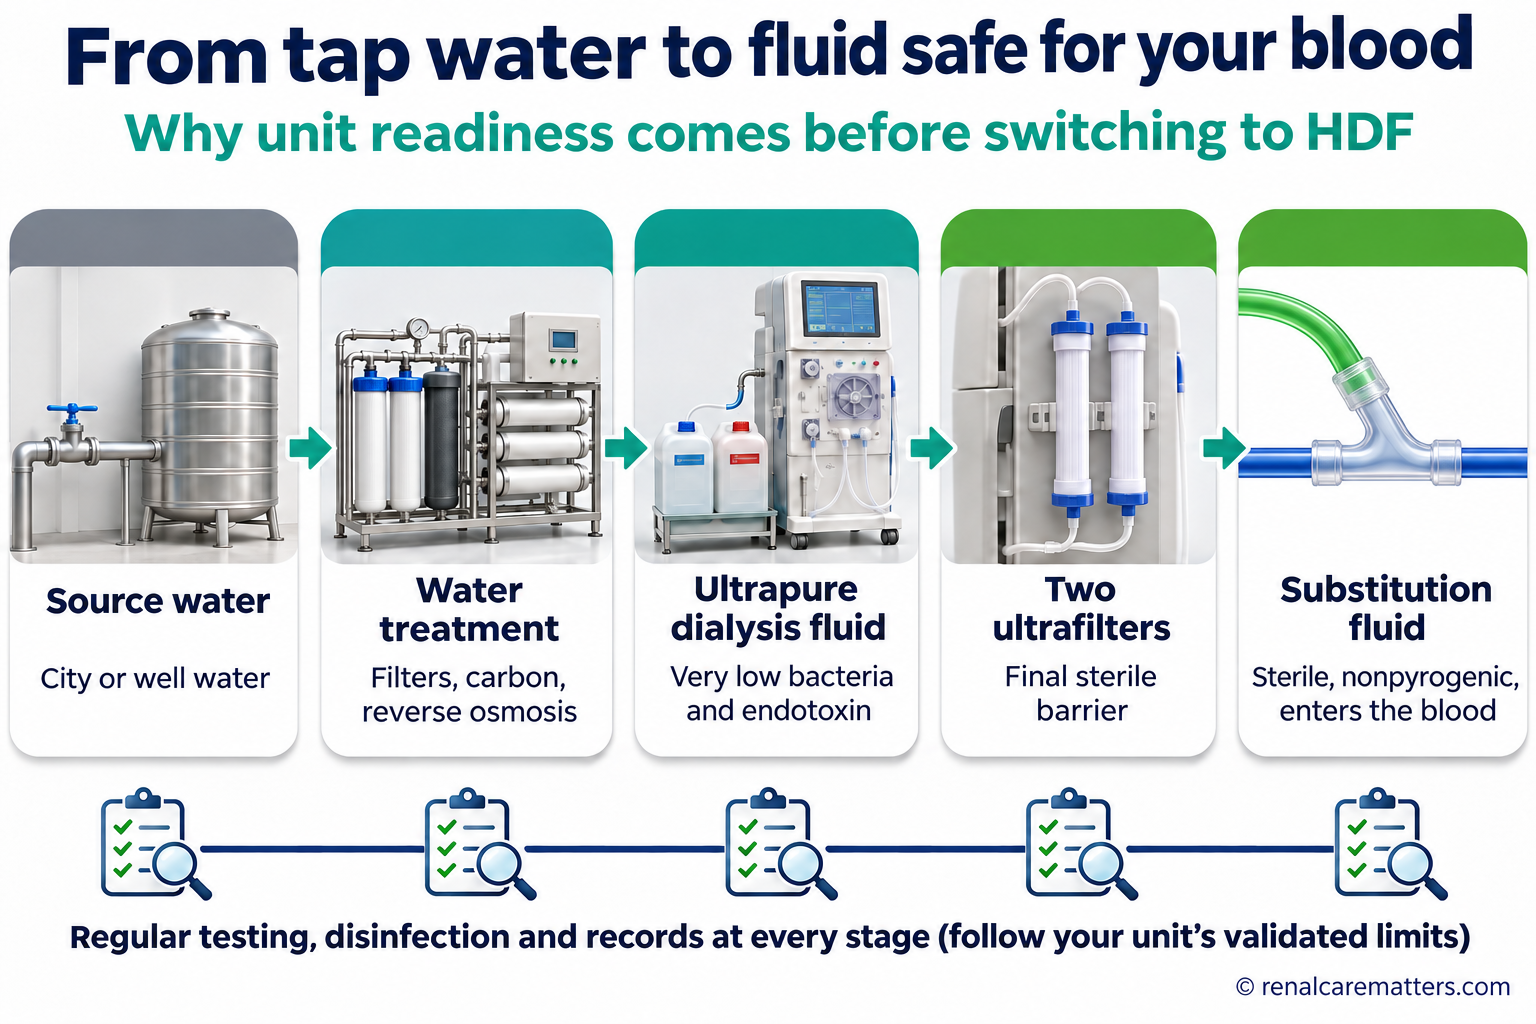 From tap water to fluid safe for your blood
Why unit readiness comes before switching to HDF
Source water
City or well water
Water
treatment
Filters, carbon,
reverse osmosis
Ultrapure
dialysis fluid
Very low bacteria
and endotoxin
Two
ultrafilters
Final sterile
barrier
Substitution
fluid
Sterile, nonpyrogenic,
enters the blood
Regular testing, disinfection and records at every stage (follow your unit's validated limits)
© renalcarematters.com